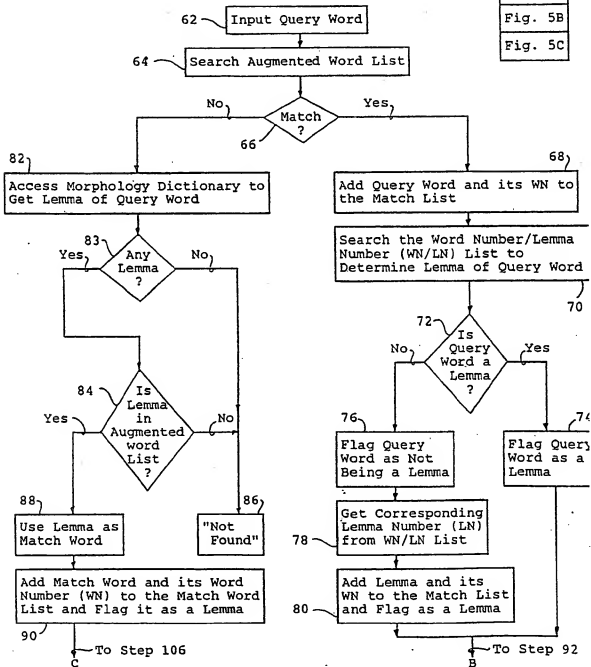 62
Input Query Word
Fig. 5B
Fig. 5C
64
Search Augmented Word List
No
Yes
Match
?
66
82
Access Morphology Dictionary to
Get Lemma of Query Word
68
Add Query Word and its WN to
the Match List
83
Yes
Any
Lemma
?
No
Search the Word Number/Lemma
Number (WN/LN) List to
Determine Lemma of Query Word
70
72
No
Is
Query
Word a
Lemma
?
Yes
84
Yes
Is
Lemma
in
Augmented
word
List
?
No
76
Flag Query
Word as Not
Being a Lemma
74
Flag Query
Word as a
Lemma
88
Use Lemma as
Match Word
86
"Not
Found"
78
Get Corresponding
Lemma Number (LN)
from WN/LN List
Add Match Word and its Word
Number (WN) to the Match Word
List and Flag it as a Lemma
90
80
Add Lemma and its
WN to the Match List
and Flag as a Lemma
To Step 106
C
To Step 92
B